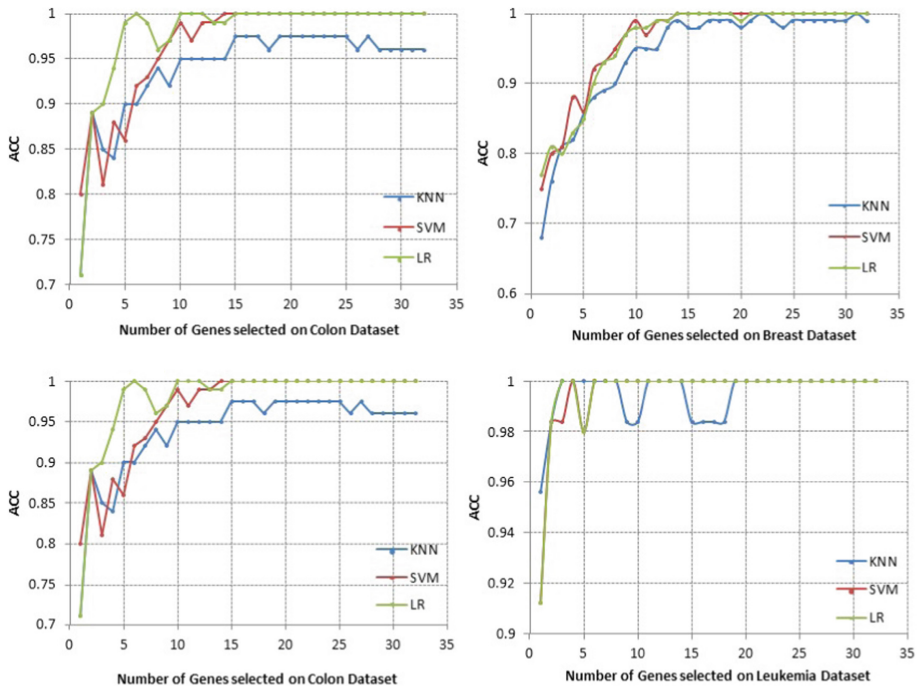 1
0.95
0.9
0.85
0.8
0.75
0.7
ACC
KNN
SVM
LR
0 5 10 15 20 25 30 35
Number of Genes selected on Colon Dataset
1
0.9
0.8
0.7
0.6
ACC
KNN
SVM
LR
0 5 10 15 20 25 30 35
Number of Genes selected on Breast Dataset
1
0.95
0.9
0.85
0.8
0.75
0.7
ACC
KNN
SVM
LR
0 5 10 15 20 25 30 35
Number of Genes selected on Colon Dataset
1
0.98
0.96
0.94
0.92
0.9
ACC
KNN
SVM
LR
0 5 10 15 20 25 30 35
Number of Genes selected on Leukemia Dataset